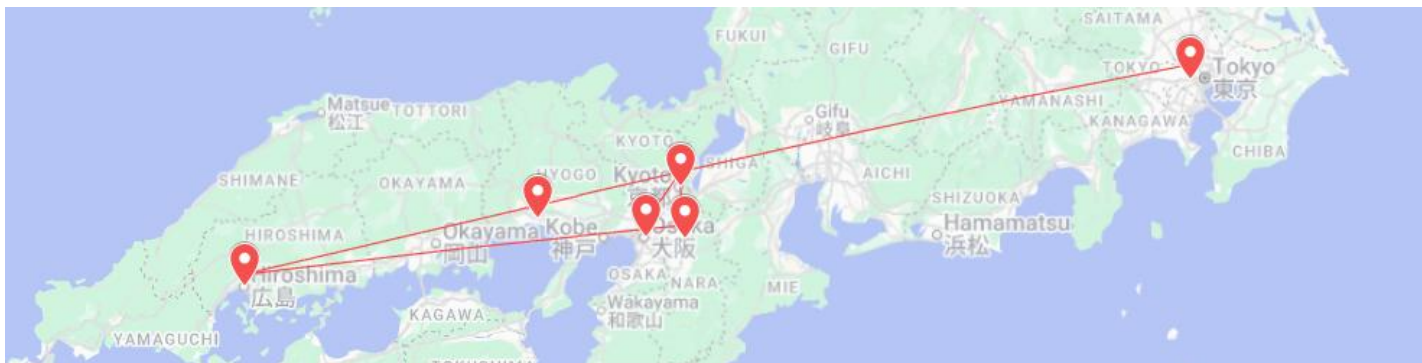 SAITAMA
FUKUI
GIFU
TOKYO
Tokyo
東京
Matsue
松江
TOTTORI
YAMANASHI
Gifu
岐阜
KANAGAWA
KYOTO
CHIBA
SHIGA
HYOGO
Kyoto
京都
AICHI
SHIMANE
OKAYAMA
SHIZUOKA
Hamamatsu
浜松
HIROSHIMA
Okayama
岡山
Kobe
神戸
Osaka
大阪
Hiroshima
広島
OSAKA
NARA
MIE
Wakayama
和歌山
KAGAWA
YAMAGUCHI